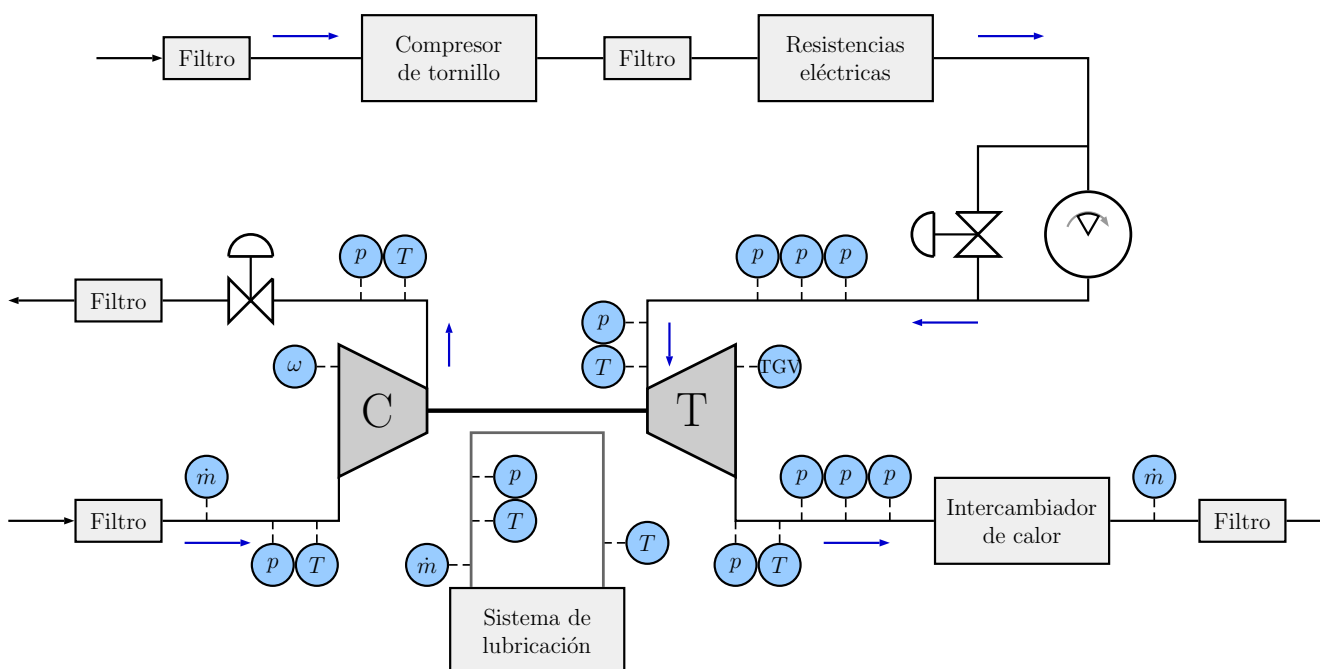 Filtro
Compresor
de tornillo
Filtro
Resistencias
eléctricas
p
T
p
p
p
Filtro
p
ω
T
TGV
C
T
ṁ
p
p
p
p
ṁ
Filtro
T
Intercambiador
de calor
Filtro
p
T
ṁ
T
p
T
Sistema de
lubricación